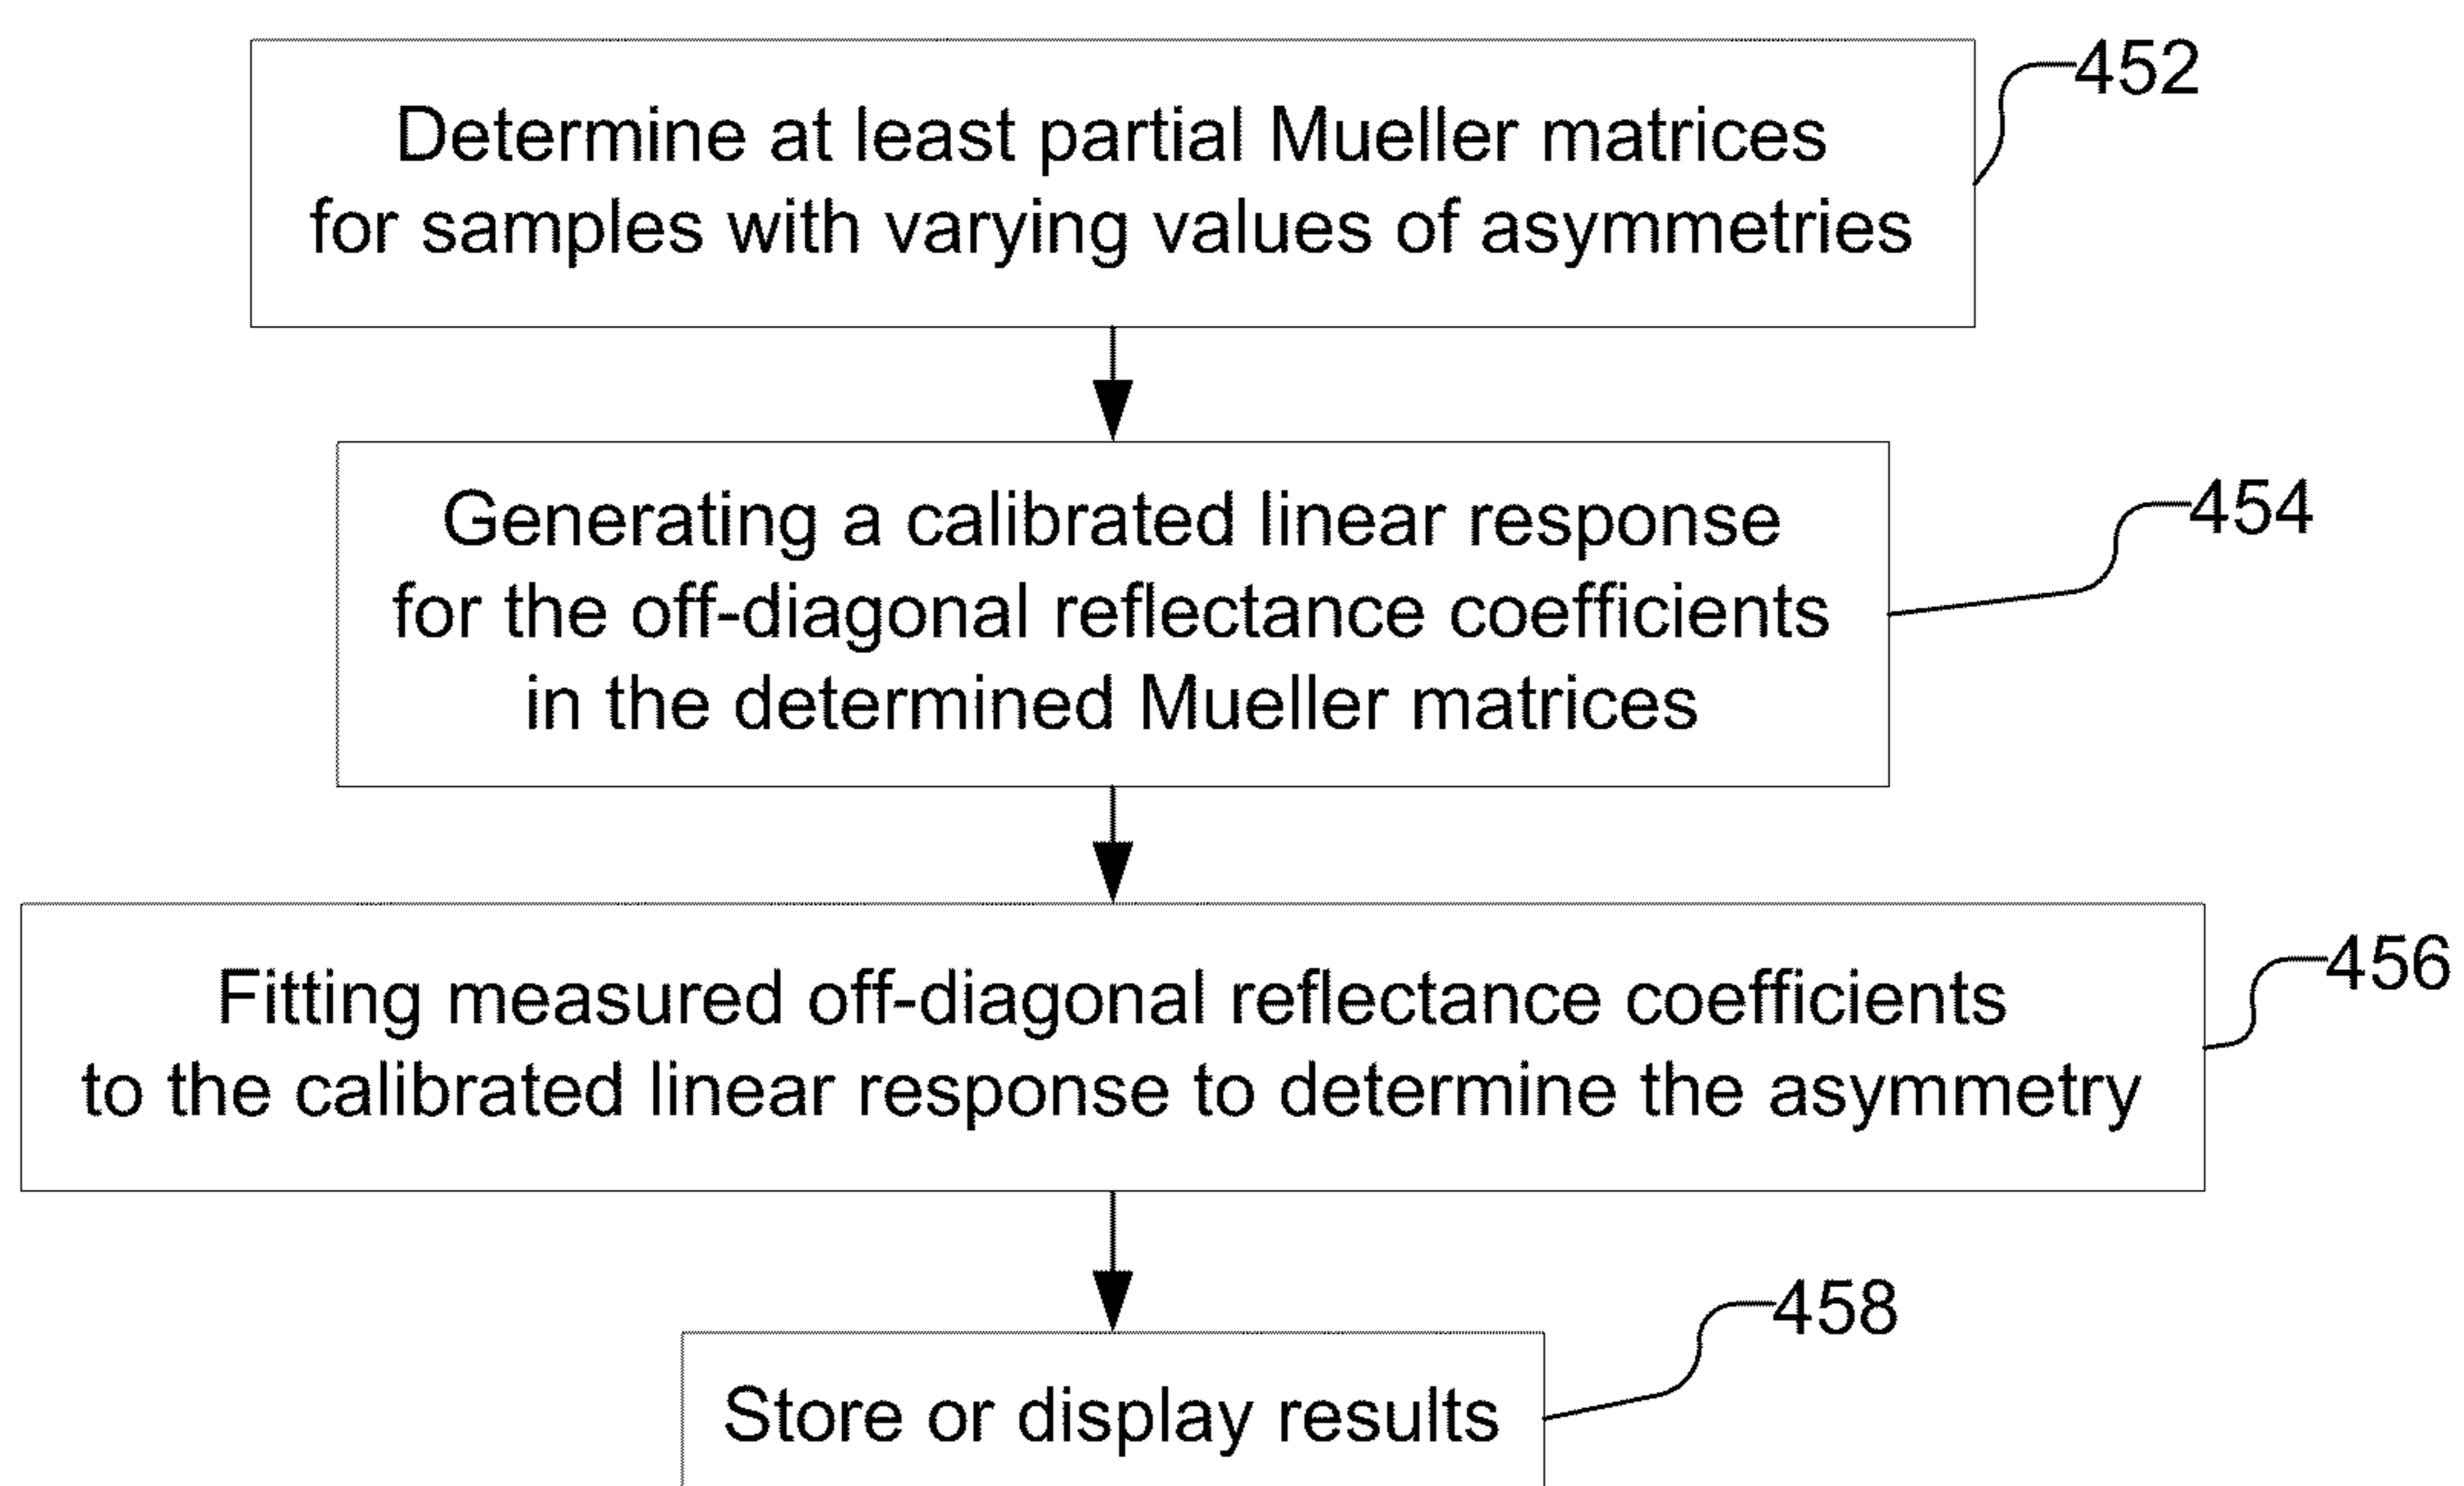 452
Determine at least partial Mueller matrices
for samples with varying values of asymmetries
454
Generating a calibrated linear response
for the off-diagonal reflectance coefficients
in the determined Mueller matrices
456
Fitting measured off-diagonal reflectance coefficients
to the calibrated linear response to determine the asymmetry
458
Store or display results